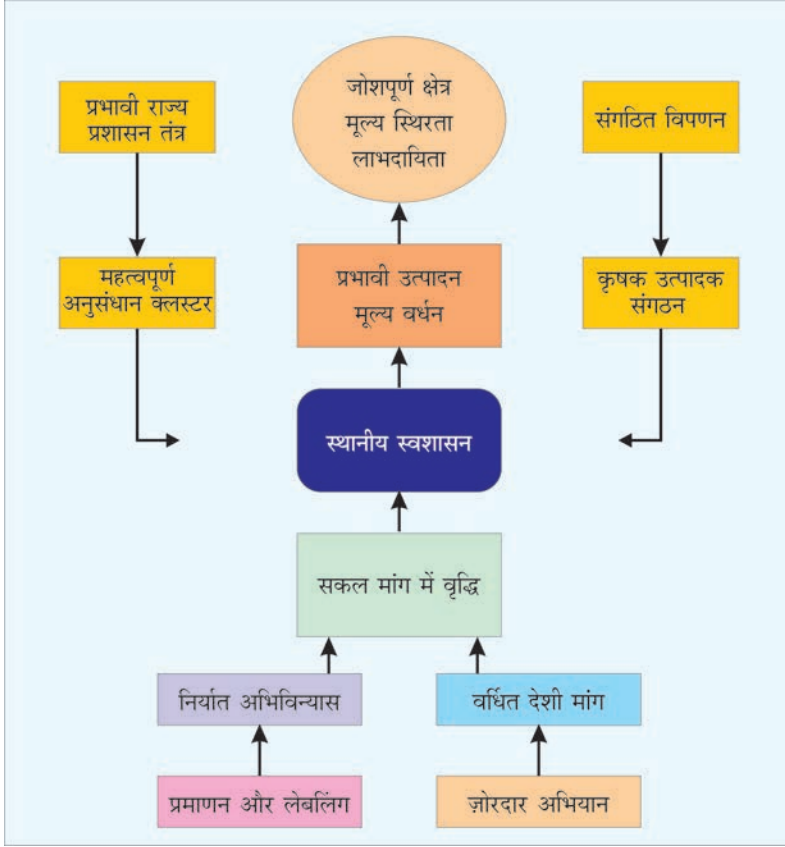 प्रभावी राज्य
प्रशासन तंत्र
जोशपूर्ण क्षेत्र
मूल्य स्थिरता
लाभदायिता
संगठित विपणन
महत्वपूर्ण
अनुसंधान क्लस्टर
प्रभावी उत्पादन
मूल्य वर्धन
कृषक उत्पादक
संगठन
स्थानीय स्वशासन
सकल मांग में वृद्धि
निर्यात अभिविन्यास
वर्धित देशी मांग
प्रमाणन और लेबलिंग
ज़ोरदार अभियान